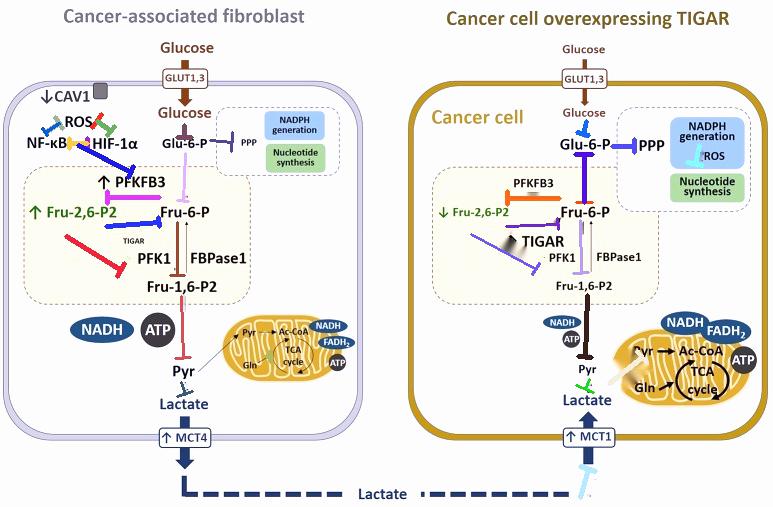 Cancer-associated fibroblast
Glucose
GLUT1,3
↓CAV1
Glucose
ROS
NF-κB
HIF-1α
Glu-6-P
PPP
NADPH
generation
Nucleotide
synthesis
↑ PFKFB3
↑ Fru-2,6-P2
Fru-6-P
TIGAR
PFK1
FBPase1
Fru-1,6-P2
NADH
ATP
Pyr
Lactate
Pyr
Ac-CoA
Gln
TCA
cycle
NADH
FADH2
ATP
↑ MCT4
Lactate
Cancer cell overexpressing TIGAR
Glucose
GLUT1,3
Cancer cell
Glucose
Glu-6-P
PPP
NADPH
generation
ROS
Nucleotide
synthesis
PFKFB3
↓ Fru-2,6-P2
Fru-6-P
TIGAR
PFK1
FBPase1
Fru-1,6-P2
NADH
ATP
Pyr
Lactate
Pyr
Ac-CoA
Gln
TCA
cycle
NADH
FADH2
ATP
↑ MCT1